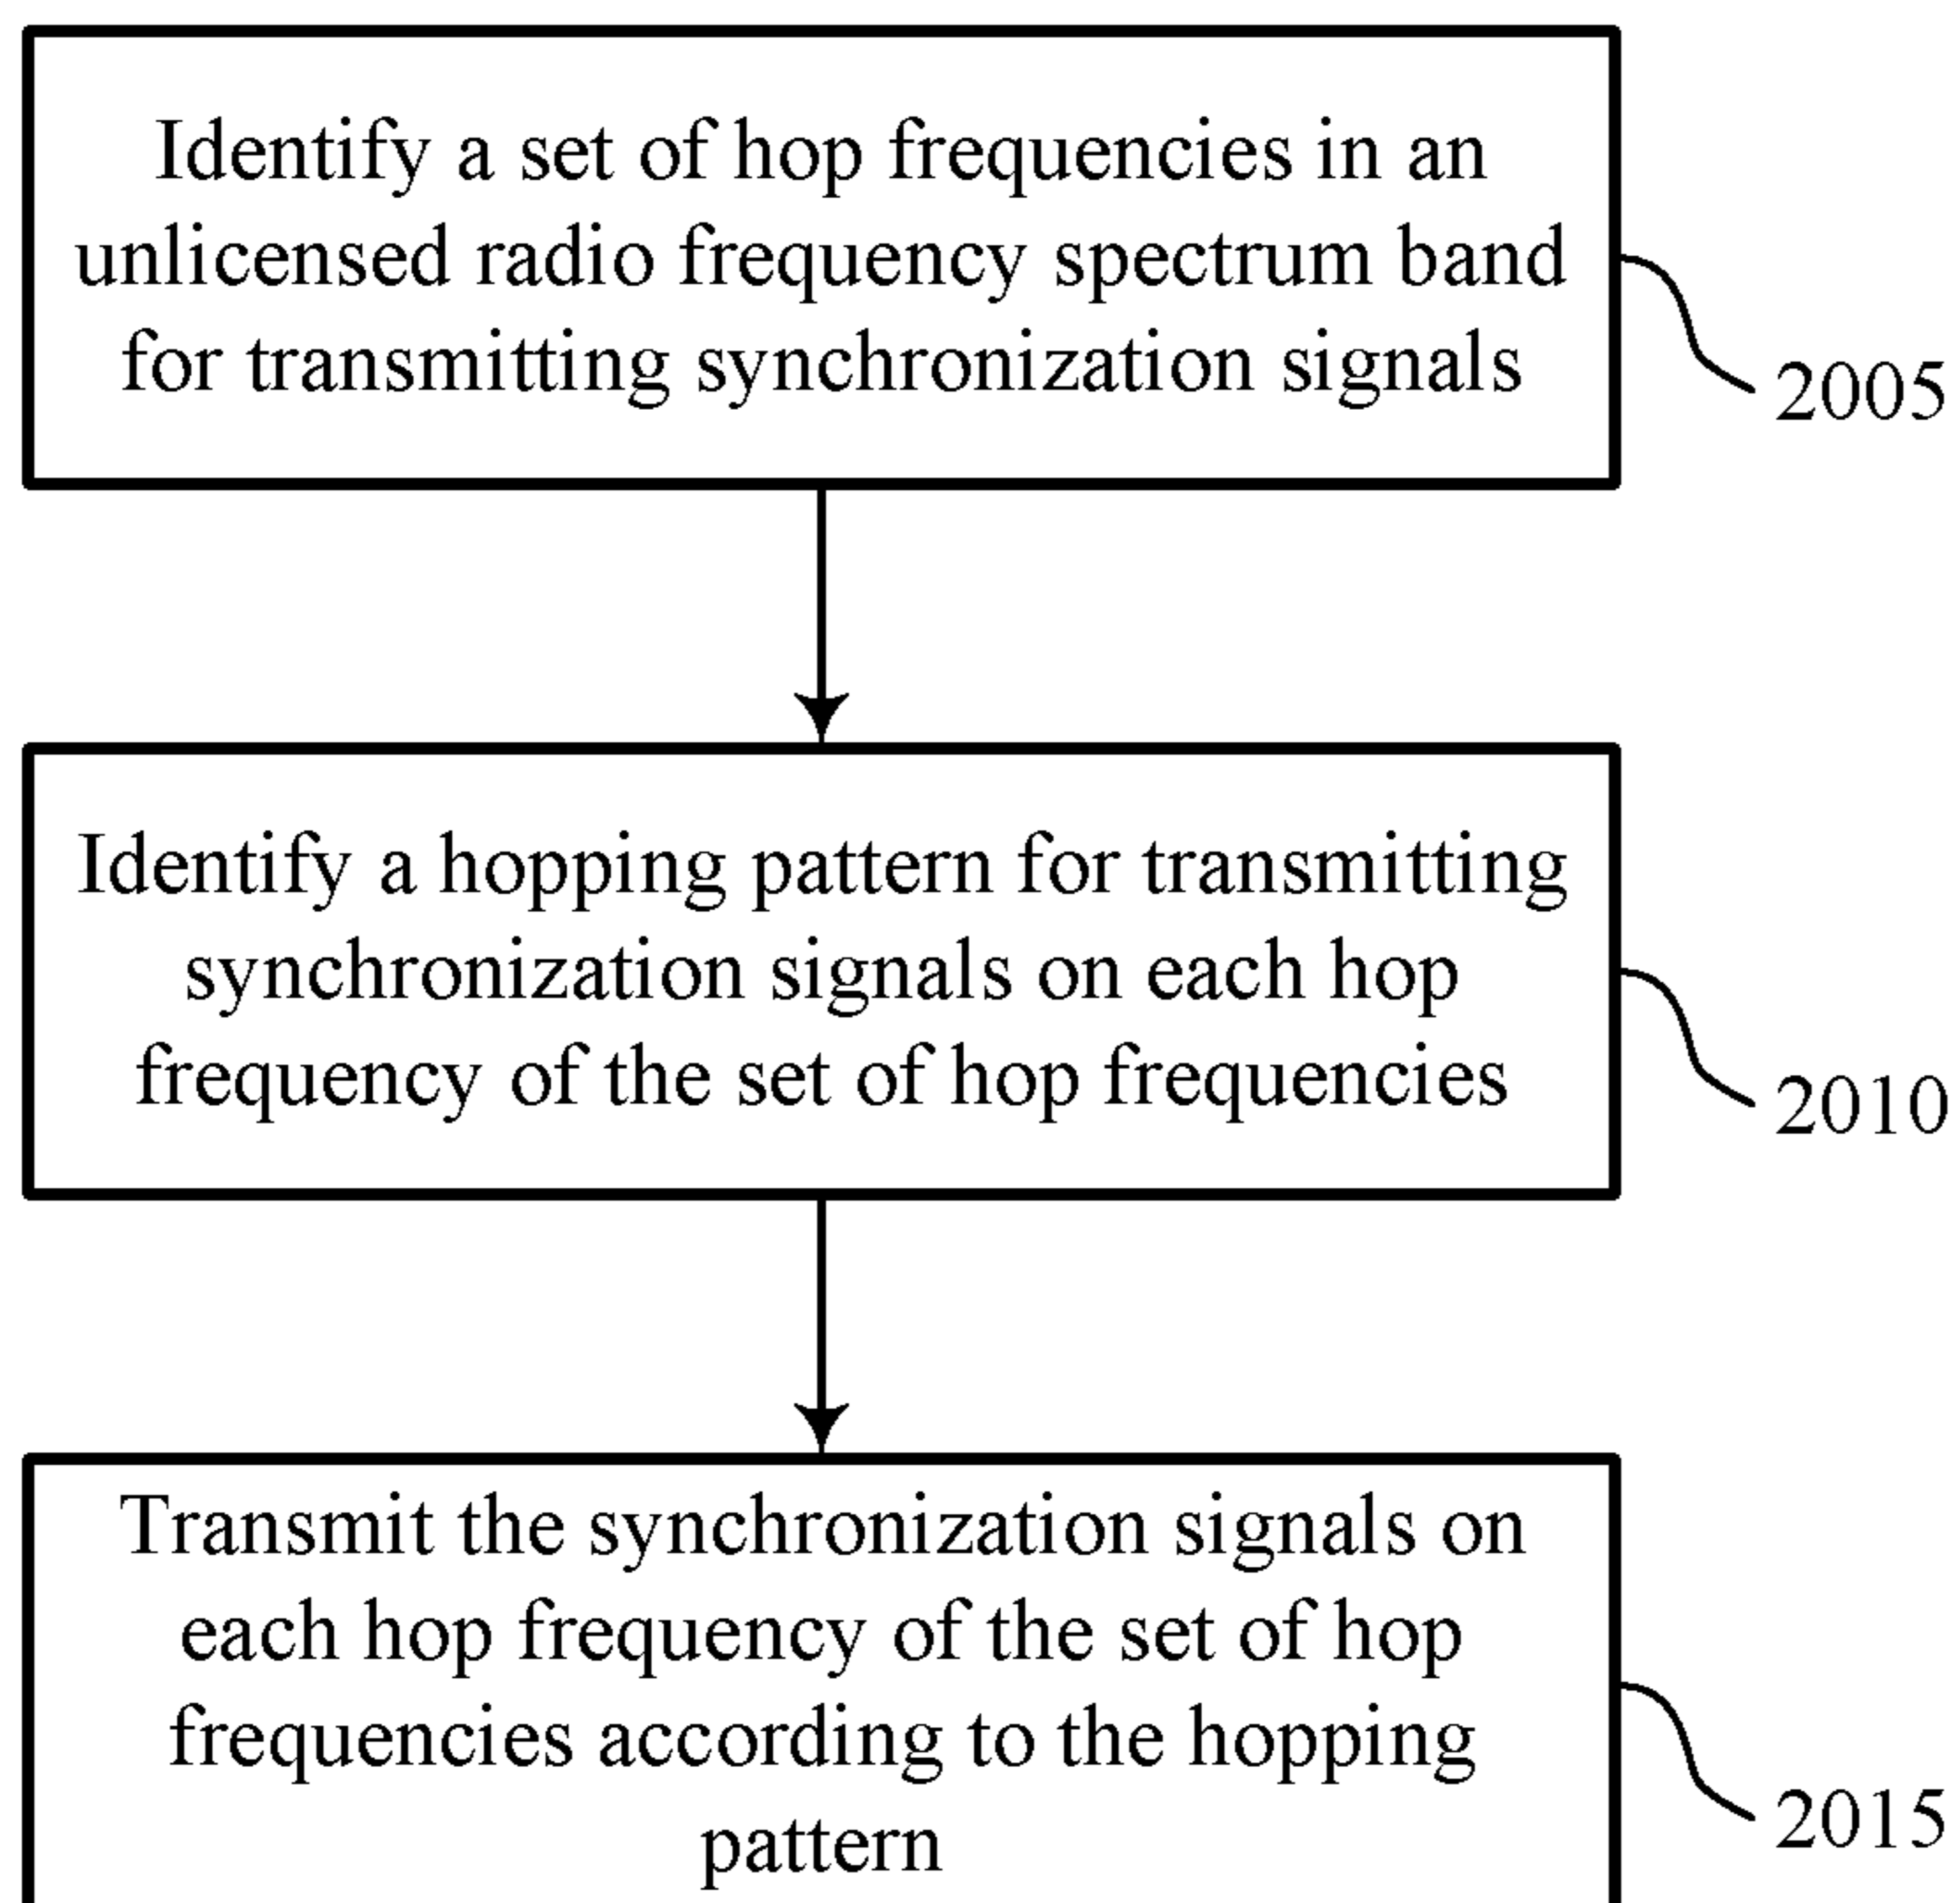 Identify a set of hop frequencies in an
unlicensed radio frequency spectrum band
for transmitting synchronization signals
2005
Identify a hopping pattern for transmitting
synchronization signals on each hop
frequency of the set of hop frequencies
2010
Transmit the synchronization signals on
each hop frequency of the set of hop
frequencies according to the hopping
pattern
2015